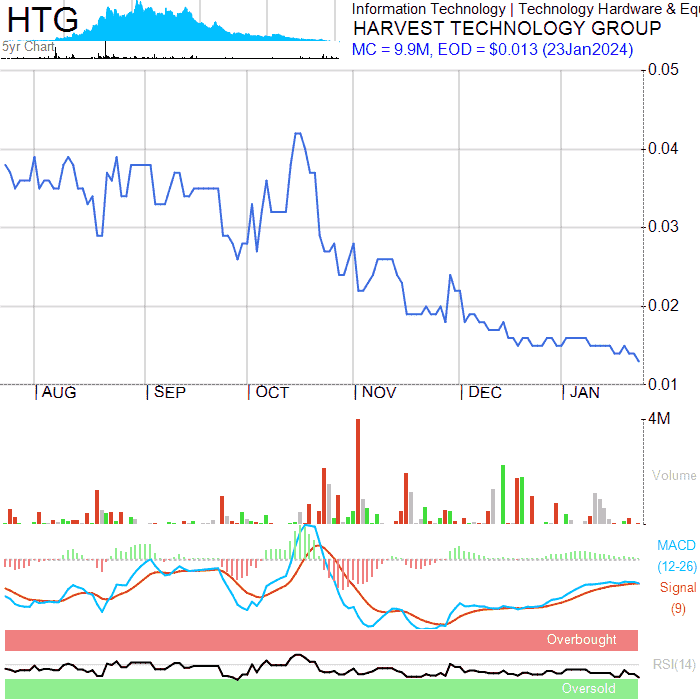 HTG
5yr Chart
Information Technology | Technology Hardware & Equ
HARVEST TECHNOLOGY GROUP
MC = 9.9M, EOD = $0.013 (23Jan2024)
0.05
0.04
0.03
0.02
0.01
AUG SEP OCT NOV DEC JAN
4M
Volume
MACD
(12-26)
Signal
(9)
Overbought
RSI(14)
Oversold